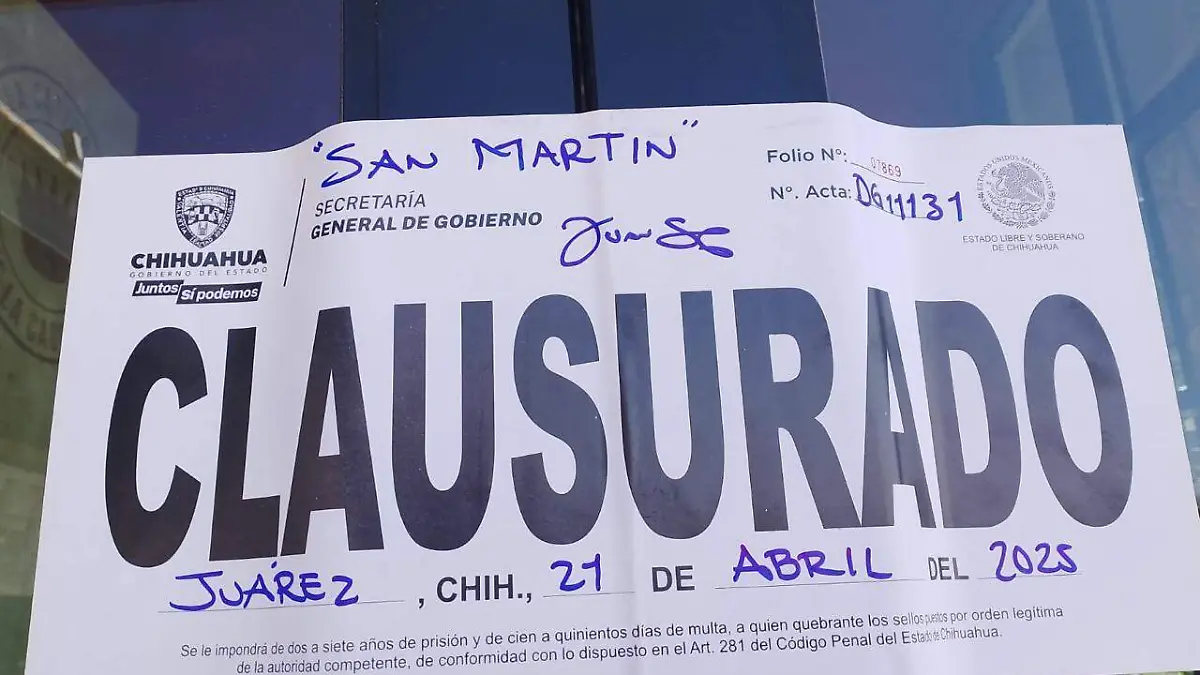 "SAN MARTIN"
CHIHUAHUA
GOBIERNO DEL ESTADO
Juntos Sí podemos
SECRETARÍA
GENERAL DE GOBIERNO
Folio Nº: 07869
Nº. Acta: DG11131
ESTADOS UNIDOS MEXICANOS
ESTADO LIBRE Y SOBERANO
DE CHIHUAHUA
CLAUSURADO
JUÁREZ, CHIH., 21 DE ABRIL DEL 2025
Se le impondrá de dos a siete años de prisión y de cien a quinientos días de multa, a quien quebrante los sellos puestos por orden legítima
de la autoridad competente, de conformidad con lo dispuesto en el Art. 281 del Código Penal del Estado de Chihuahua.